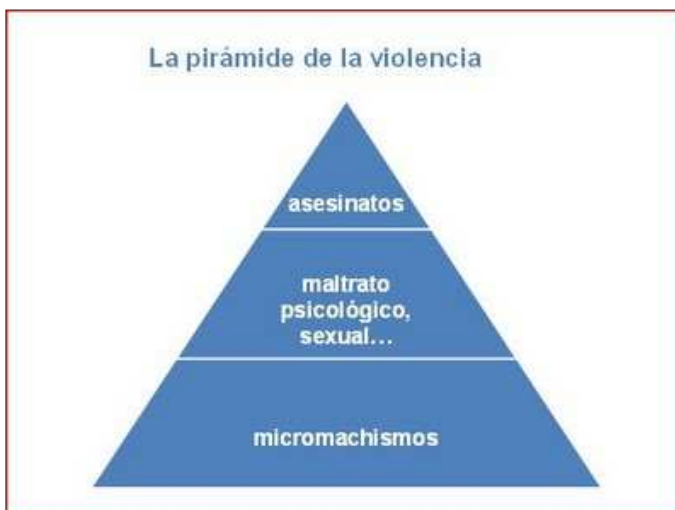 La pirámide de la violencia
asesinatos
maltrato
psicológico,
sexual...
micromachismos